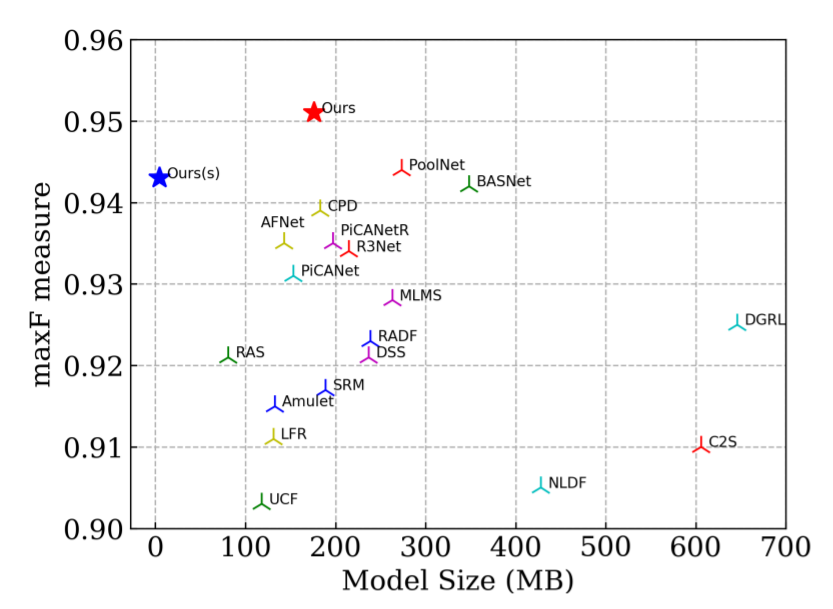 0.96
0.95
0.94
0.93
0.92
0.91
0.90
maxF measure
Ours
Ours(s)
PoolNet
BASNet
CPD
AFNet
PiCANetR
R3Net
PiCANet
MLMS
DGRL
RADF
DSS
RAS
SRM
Amulet
LFR
C2S
NLDF
UCF
0 100 200 300 400 500 600 700
Model Size (MB)